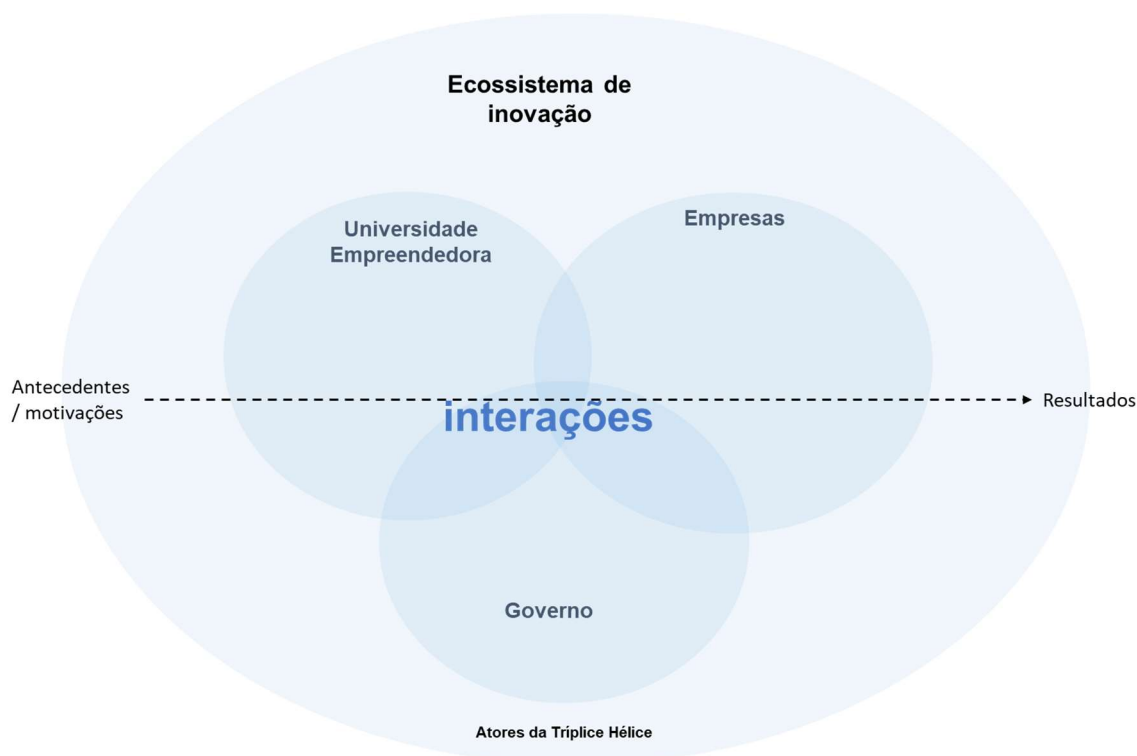 Ecossistema de
inovação
Universidade
Empreendedora
Empresas
Antecedentes
/ motivações
interações
Resultados
Governo
Atores da Tríplice Hélice